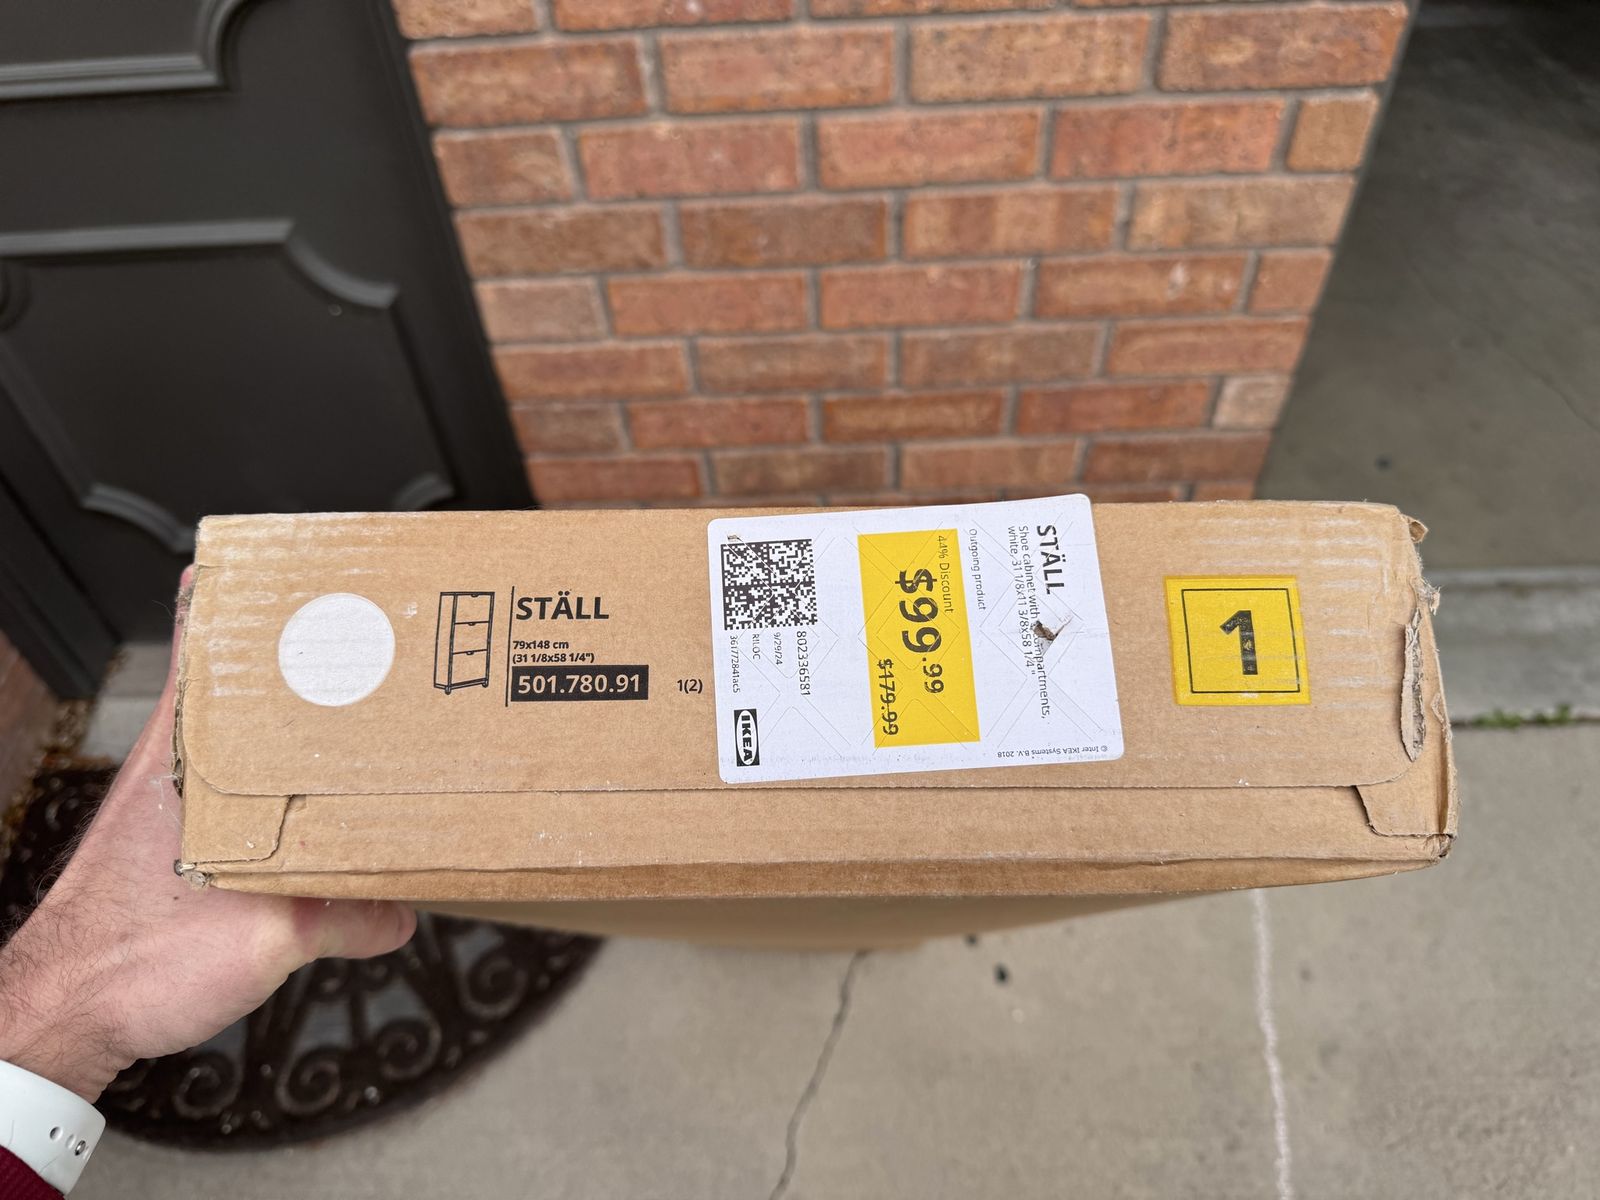 STÄLL
79x148 cm
(31 1/8x58 1/4")
501.780.91
1(2)
STÄLL
Shoe cabinet with compartments,
white, 31 1/8x11 3/8x58 1/4 "
Outgoing product
44% Discount
$99.99
$179.99
802336581
9/29/24
361772841ac5
IKEA
© Inter IKEA Systems B.V. 2018
1